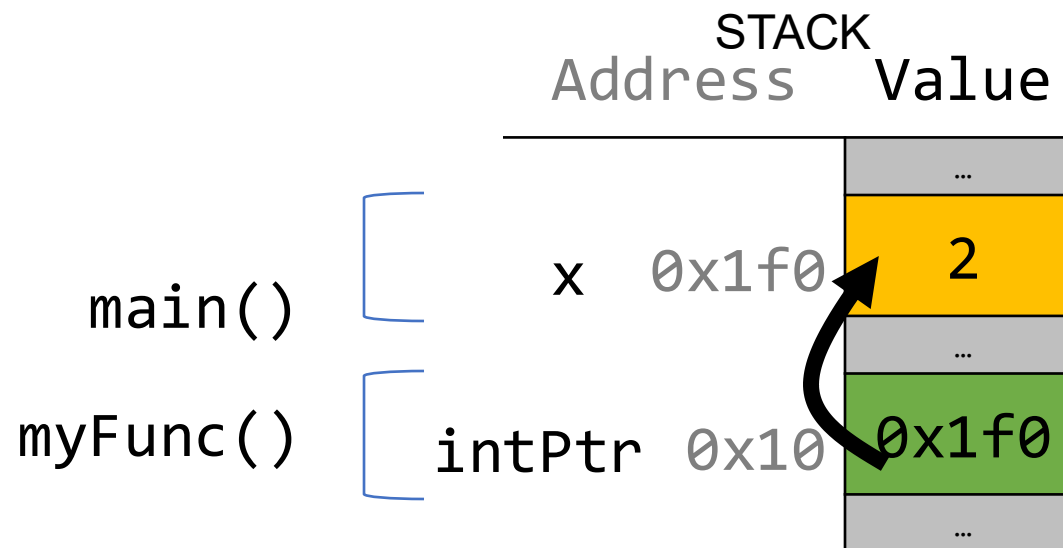 STACK
Address Value
…
main() x 0x1f0 2
…
myFunc() intPtr 0x10 0x1f0
…